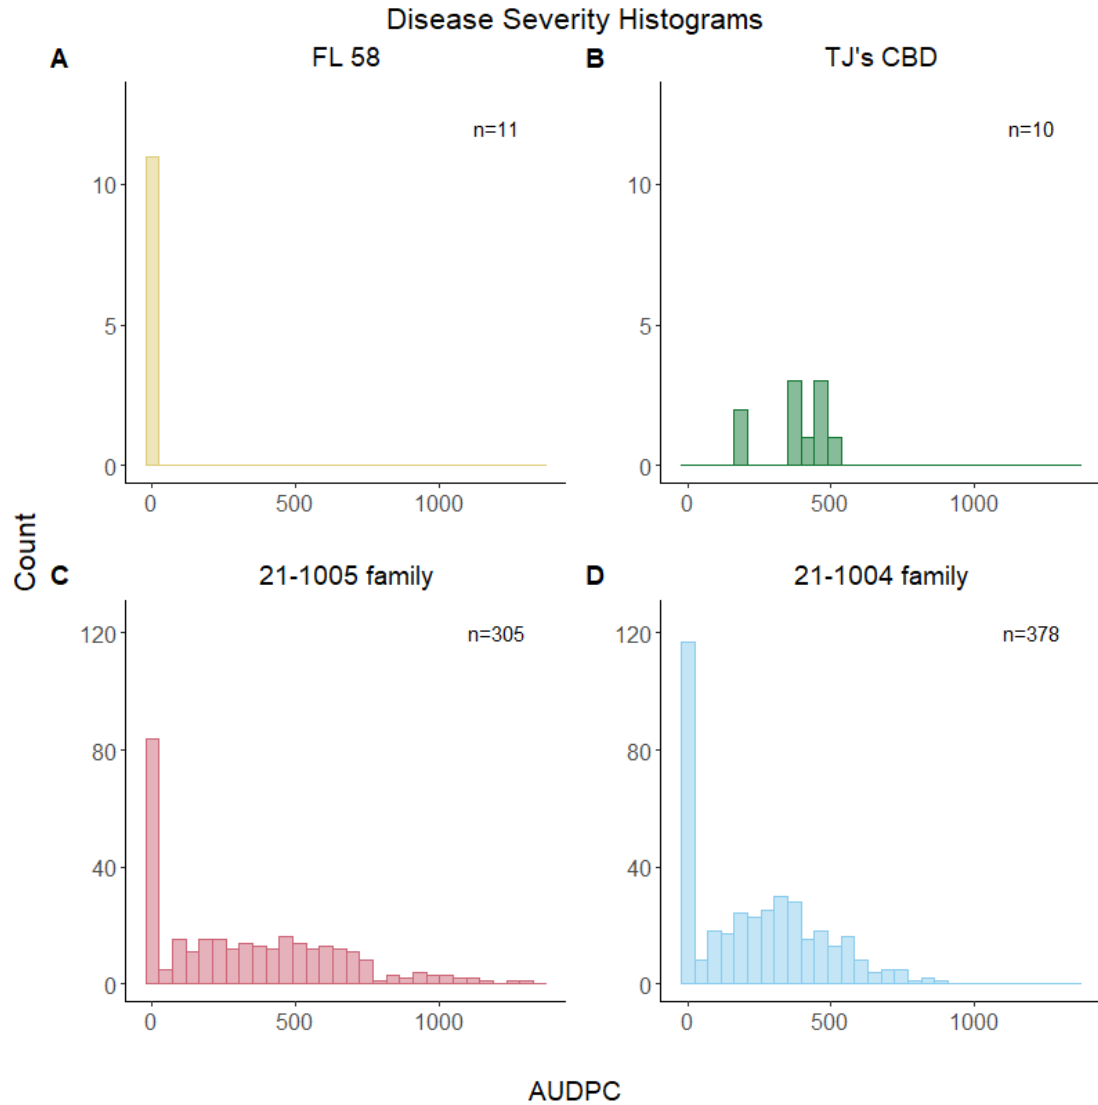 Disease Severity Histograms
A FL 58
n=11
10
5
0
0 500 1000
B TJ's CBD
n=10
10
5
0
0 500 1000
Count
C 21-1005 family
n=305
120
80
40
0
0 500 1000
D 21-1004 family
n=378
120
80
40
0
0 500 1000
AUDPC